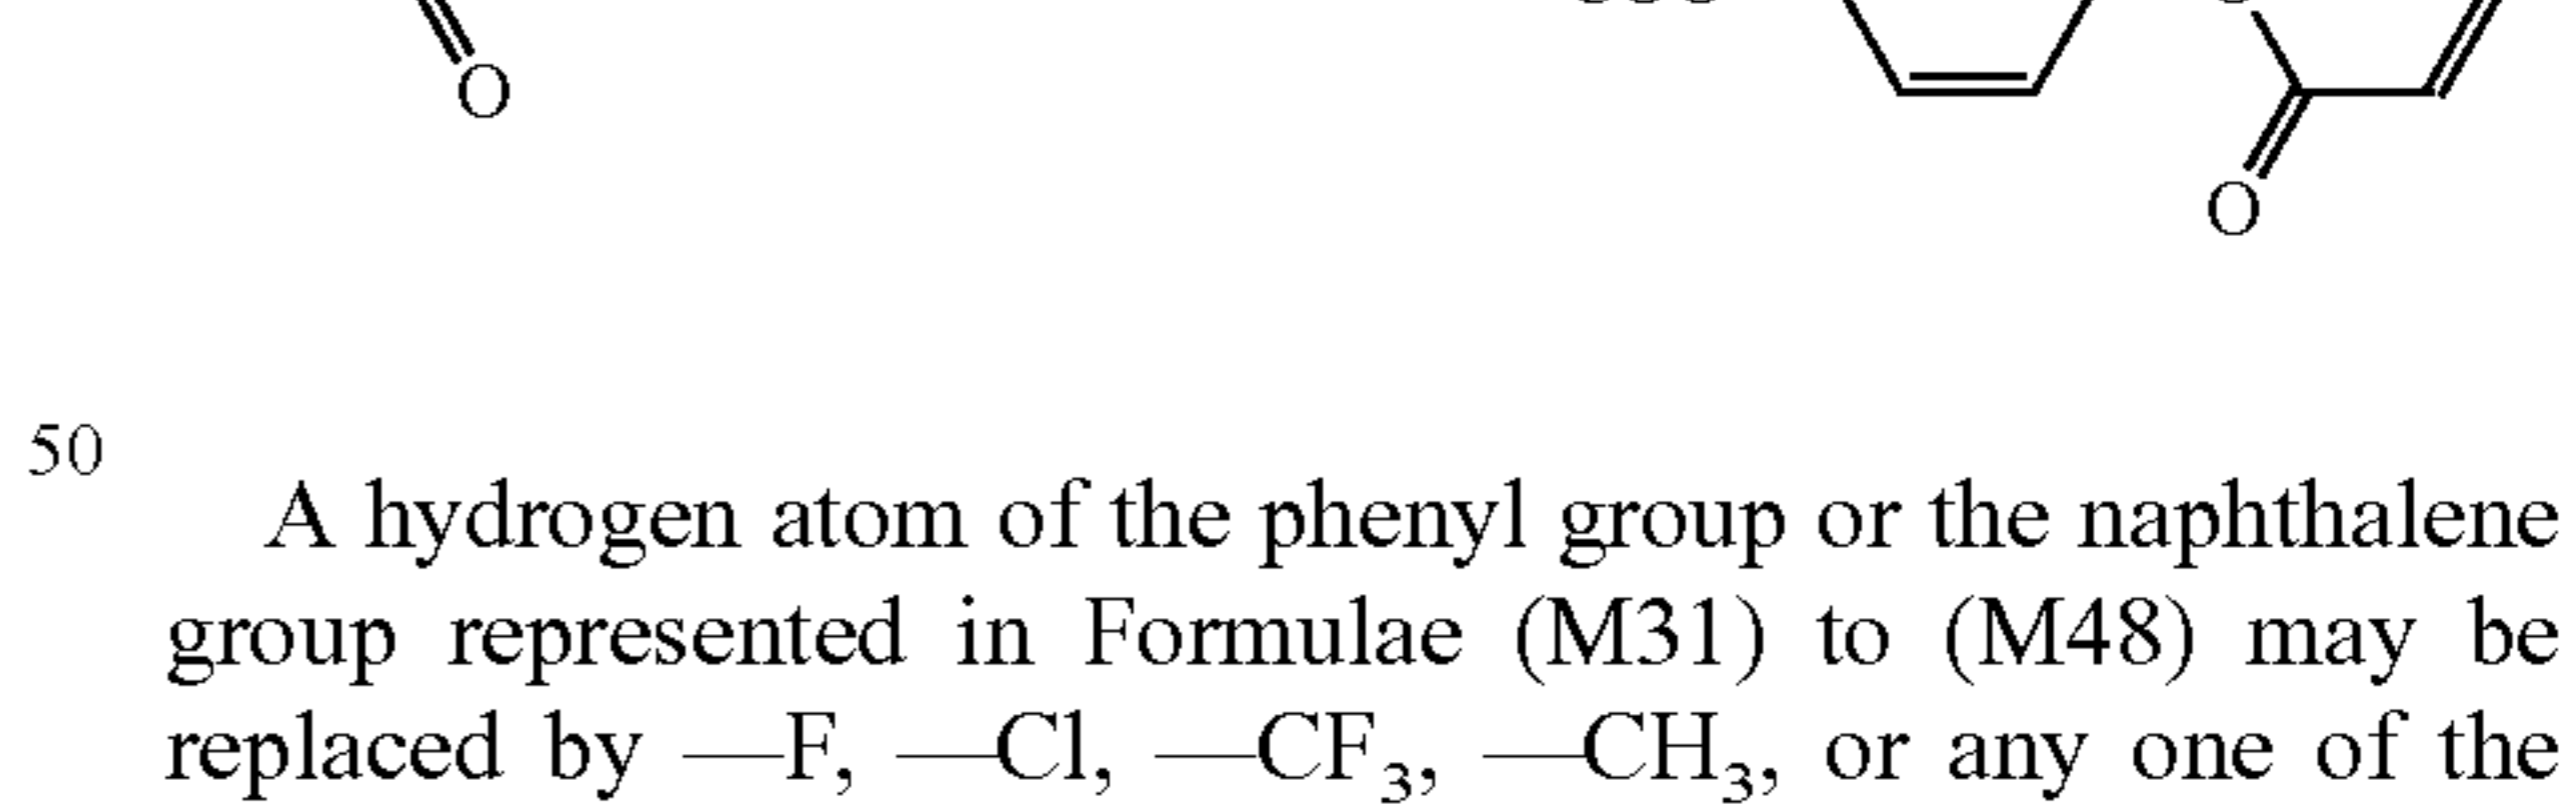 O
O
50
A hydrogen atom of the phenyl group or the naphthalene
group represented in Formulae (M31) to (M48) may be
replaced by —F, —Cl, —CF₃, —CH₃, or any one of the